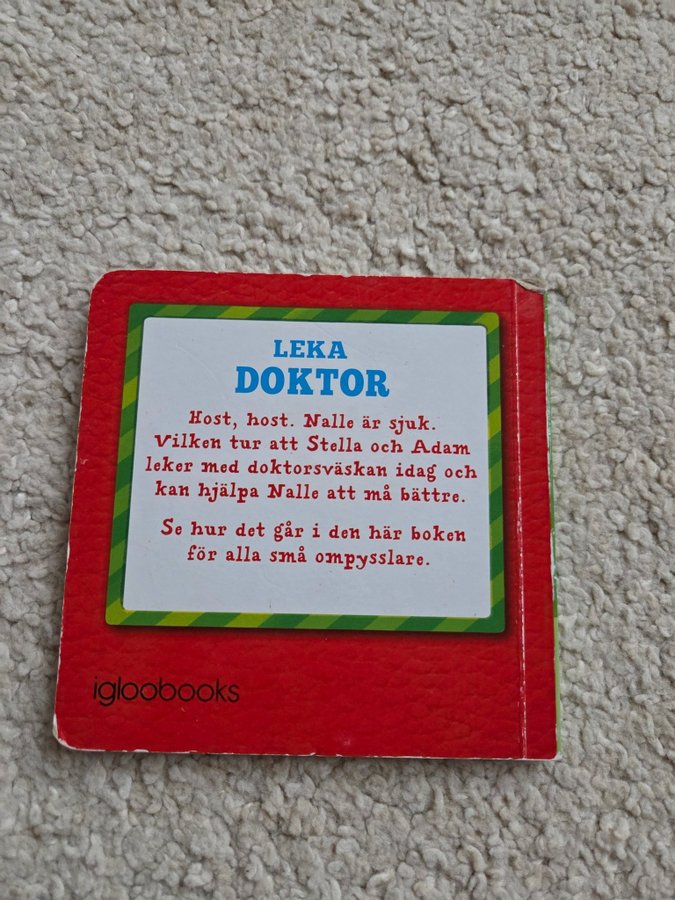 LEKA
DOKTOR
Host, host. Nalle är sjuk.
Vilken tur att Stella och Adam
leker med doktorsväskan idag och
kan hjälpa Nalle att må bättre.
Se hur det går i den här boken
för alla små ompysslare.
igloobooks